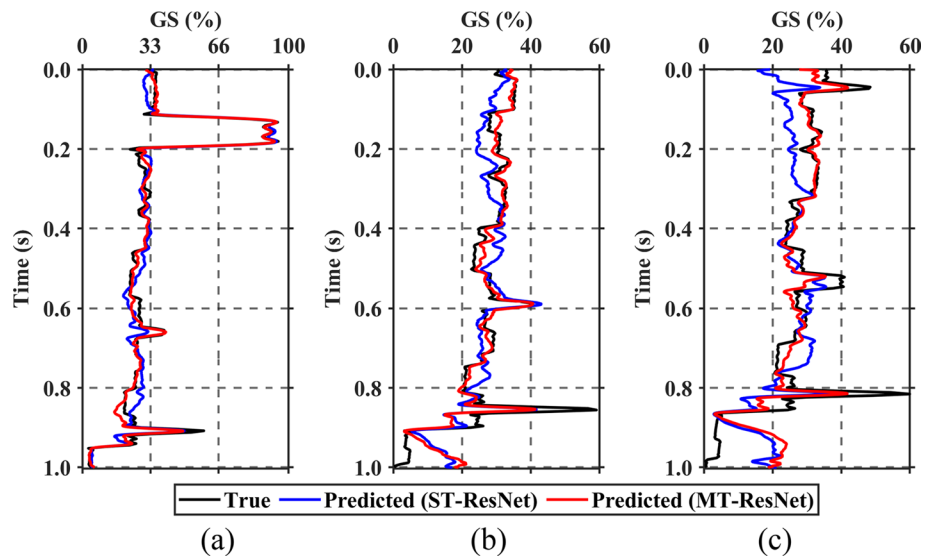 GS (%) GS (%) GS (%)
0 33 66 100 0 20 40 60 0 20 40 60
0.0 0.0 0.0
0.2 0.2 0.2
0.4 0.4 0.4
Time (s) Time (s) Time (s)
0.6 0.6 0.6
0.8 0.8 0.8
1.0 1.0 1.0
True Predicted (ST-ResNet) Predicted (MT-ResNet)
(a) (b) (c)